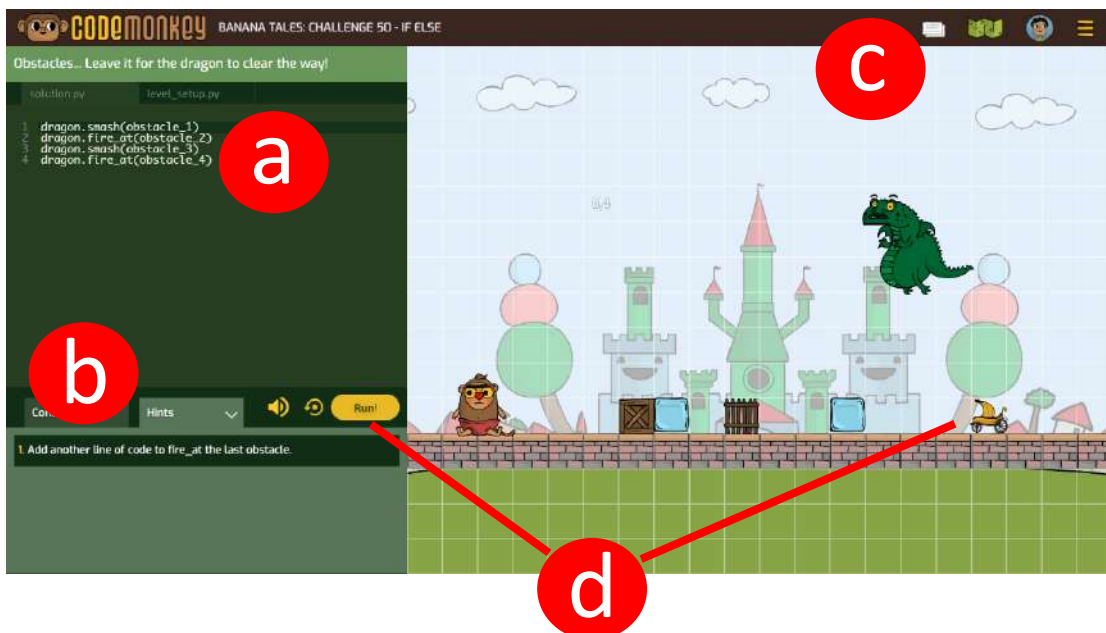 CODEMONKEY BANANA TALES: CHALLENGE 50 - IF ELSE
c
Obstacles... Leave it for the dragon to clear the way!
solution.py level_setup.py
1 dragon.smash(obstacle_1)
2 dragon.fire_at(obstacle_2)
3 dragon.smash(obstacle_3)
4 dragon.fire_at(obstacle_4)
a
0/4
b
Hints Run!
1. Add another line of code to fire_at the last obstacle.
d